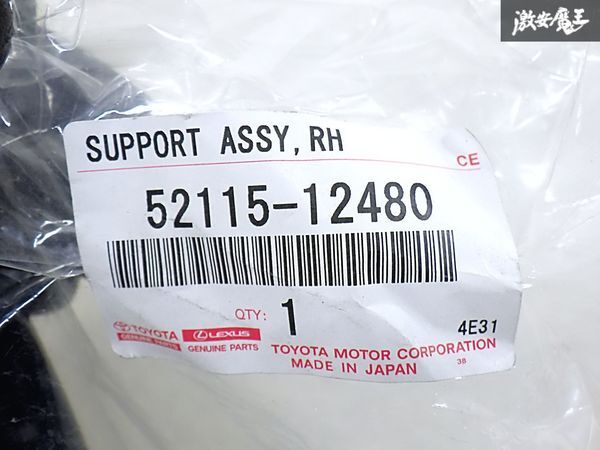 激安魔王
SUPPORT ASSY, RH
CE
52115-12480
QTY: 1
4E31
TOYOTA LEXUS
GENUINE PARTS GENUINE PARTS
TOYOTA MOTOR CORPORATION
MADE IN JAPAN 38